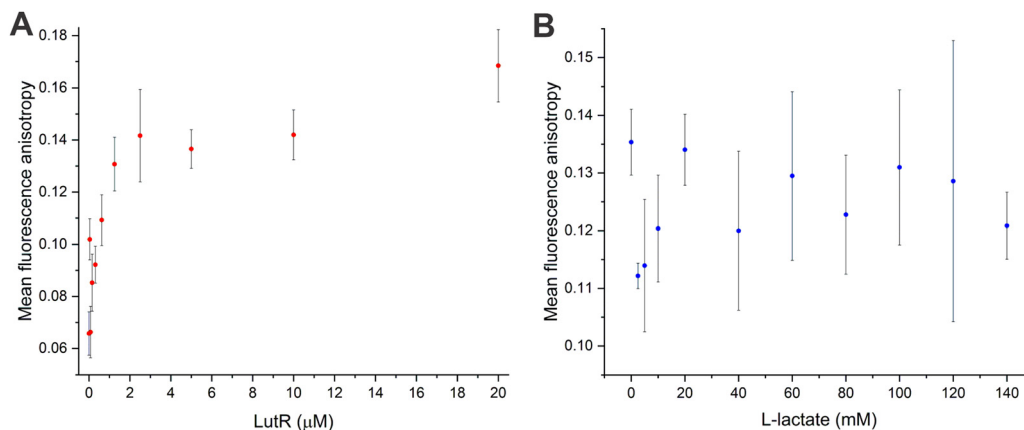 A
Mean fluorescence anisotropy
0.18
0.16
0.14
0.12
0.10
0.08
0.06
0 2 4 6 8 10 12 14 16 18 20
LutR (μM)
B
Mean fluorescence anisotropy
0.15
0.14
0.13
0.12
0.11
0.10
0 20 40 60 80 100 120 140
L-lactate (mM)